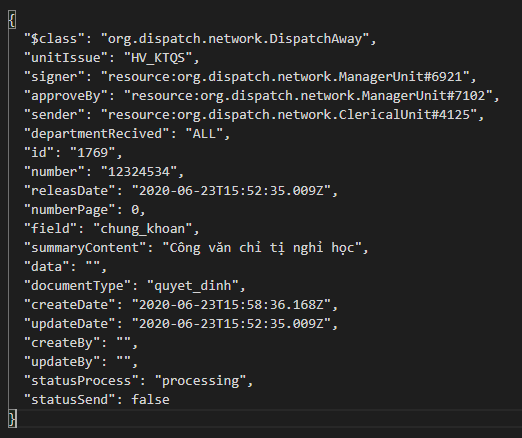 {
"$class": "org.dispatch.network.DispatchAway",
"unitIssue": "HV_KTQS",
"signer": "resource:org.dispatch.network.ManagerUnit#6921",
"approveBy": "resource:org.dispatch.network.ManagerUnit#7102",
"sender": "resource:org.dispatch.network.ClericalUnit#4125",
"departmentRecived": "ALL",
"id": "1769",
"number": "12324534",
"releasDate": "2020-06-23T15:52:35.009Z",
"numberPage": 0,
"field": "chung_khoan",
"summaryContent": "Công văn chỉ tị nghi học",
"data": "",
"documentType": "quyet_dinh",
"createDate": "2020-06-23T15:58:36.168Z",
"updateDate": "2020-06-23T15:52:35.009Z",
"createBy": "",
"updateBy": "",
"statusProcess": "processing",
"statusSend": false
}